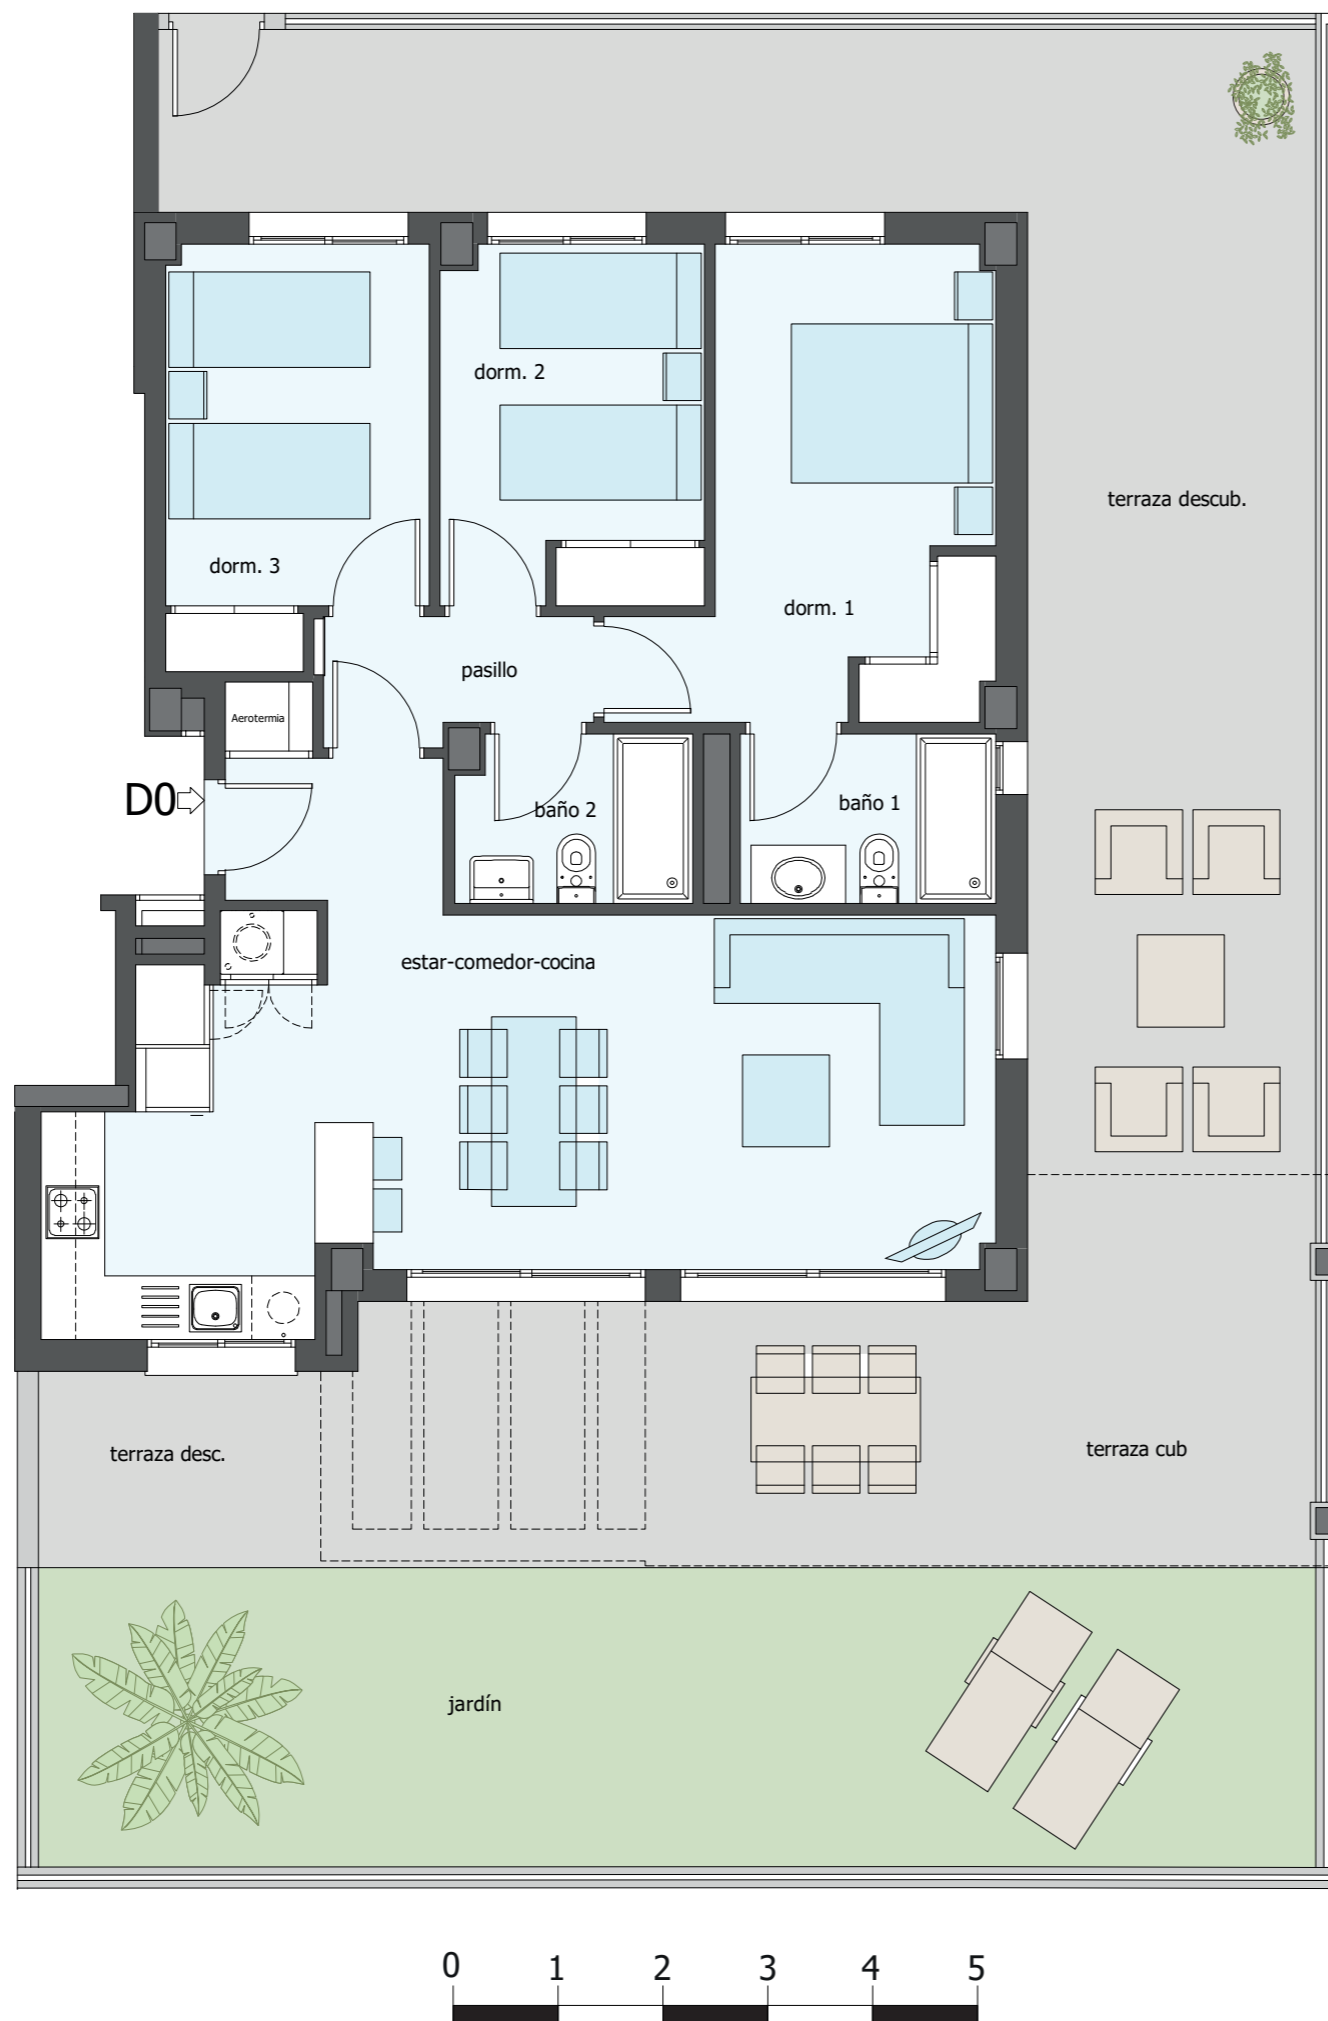 dorm. 2
terraza descub.
dorm. 3
dorm. 1
pasillo
Aerotermia
D0
baño 2
baño 1
estar-comedor-cocina
terraza desc.
terraza cub
jardín
0 1 2 3 4 5